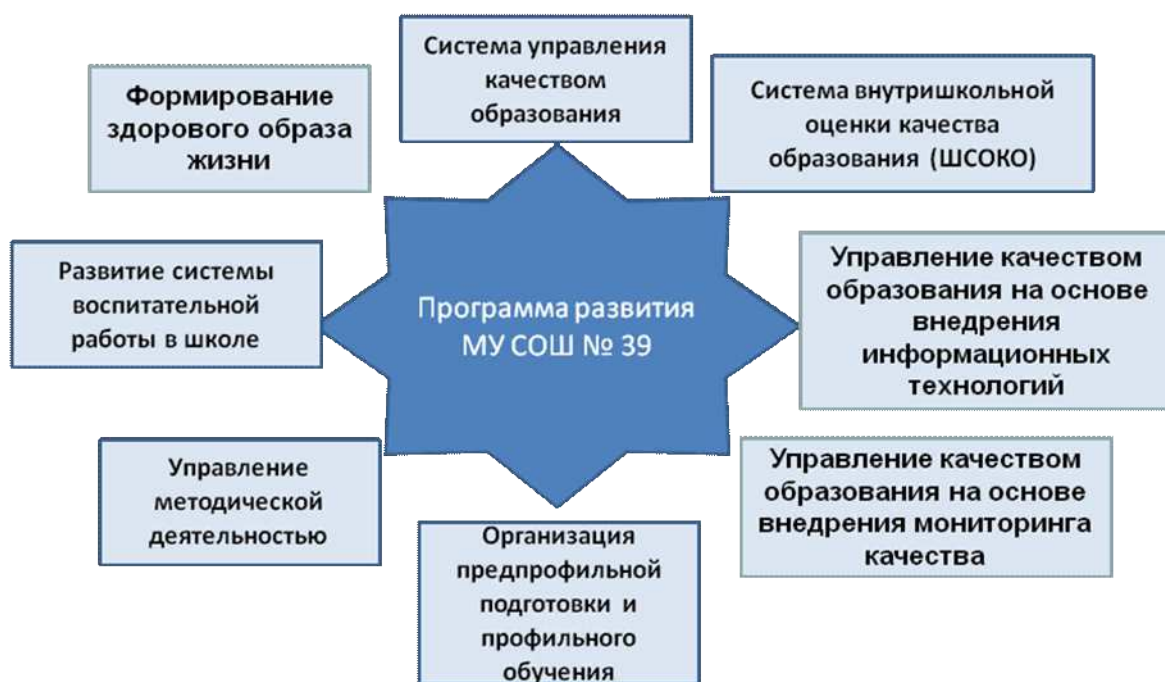 Система управления
качеством
образования
Система внутришкольной
оценки качества
образования (ШСОКО)
Управление качеством
образования на основе
внедрения
информационных
технологий
Управление качеством
образования на основе
внедрения мониторинга
качества
Организация
предпрофильной
подготовки и
профильного
обучения
Управление
методической
деятельностью
Развитие системы
воспитательной
работы в школе
Формирование
здорового образа
жизни
Программа развития
МУ СОШ № 39